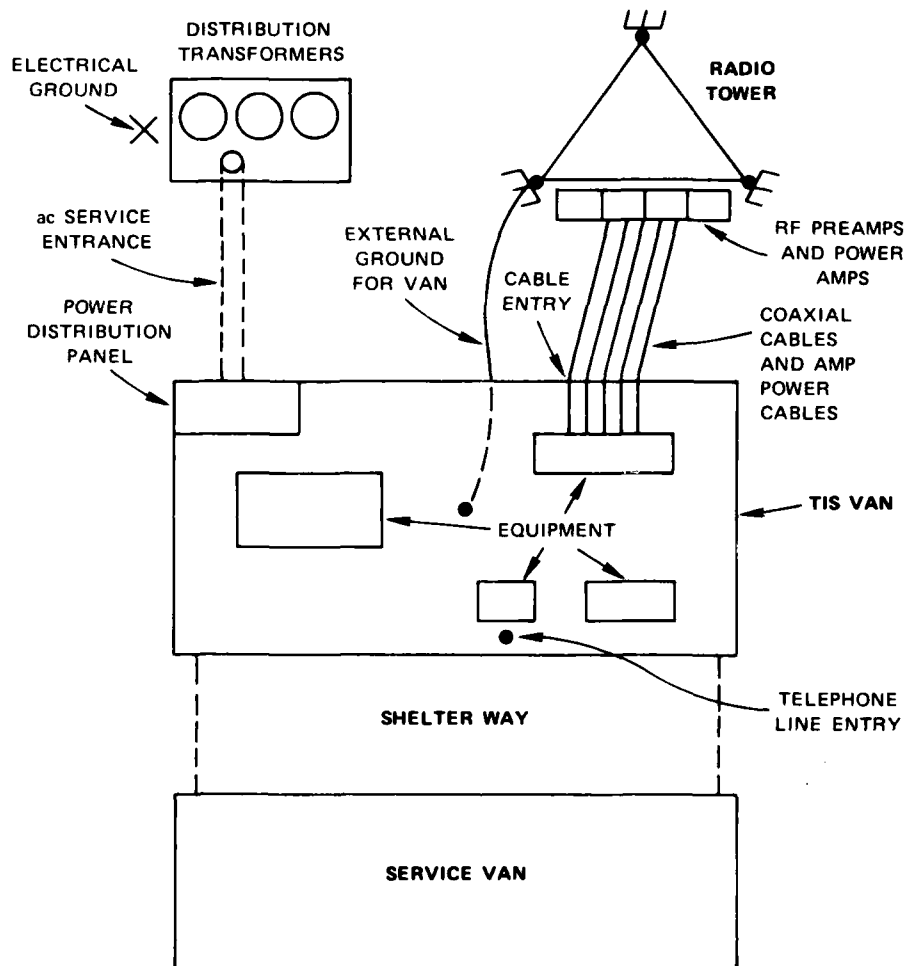 DISTRIBUTION
TRANSFORMERS
ELECTRICAL
GROUND
RADIO
TOWER
ac SERVICE
ENTRANCE
EXTERNAL
GROUND
FOR VAN
RF PREAMPS
AND POWER
AMPS
CABLE
ENTRY
POWER
DISTRIBUTION
PANEL
COAXIAL
CABLES
AND AMP
POWER
CABLES
TIS VAN
EQUIPMENT
TELEPHONE
LINE ENTRY
SHELTER WAY
SERVICE VAN